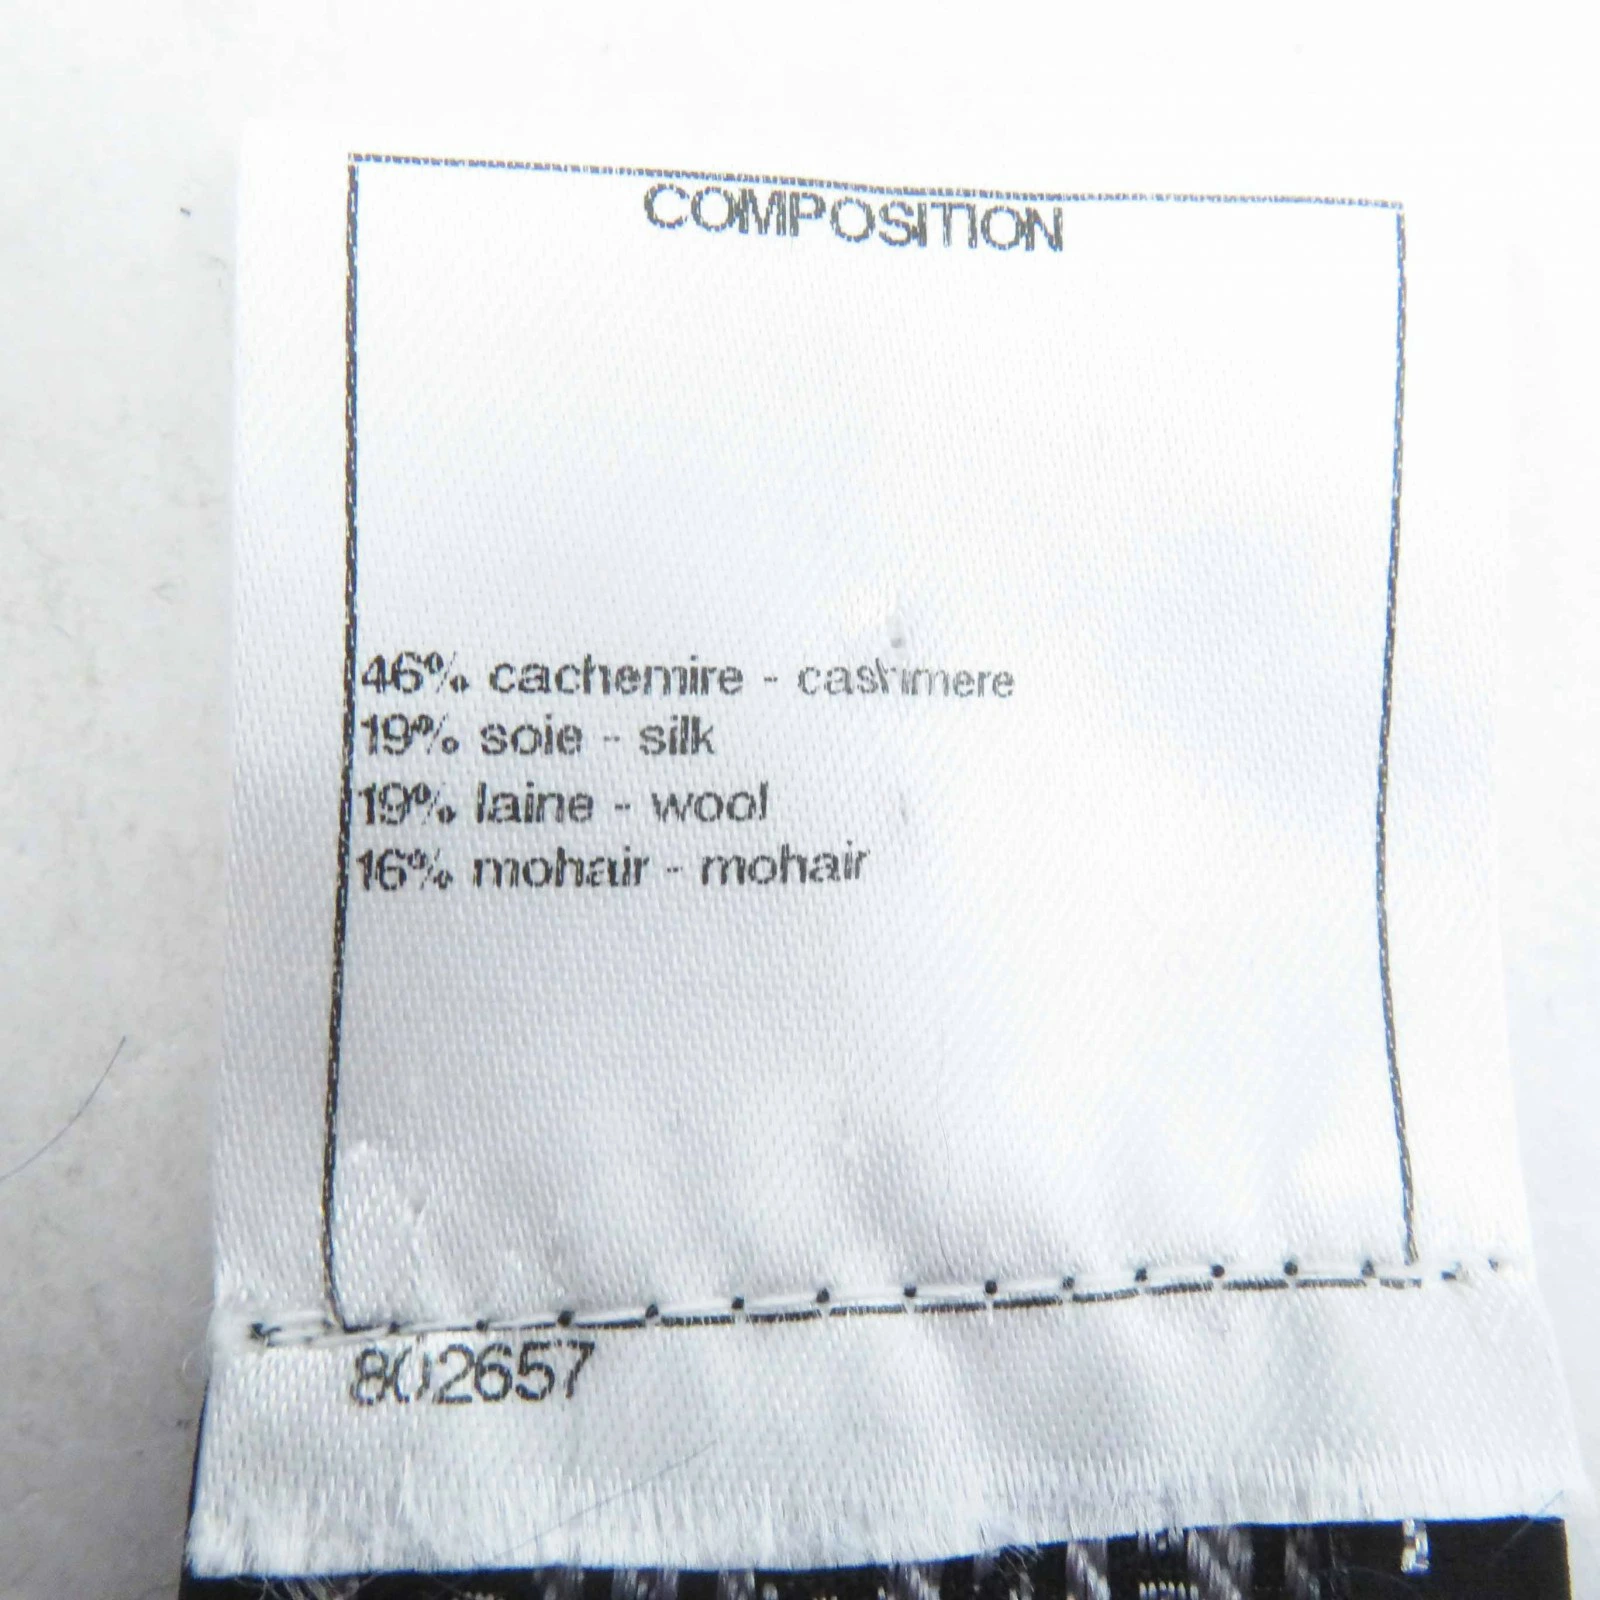 COMPOSITION
46% cachemire - cashmere
19% soie - silk
19% laine - wool
16% mohair - mohair
802657